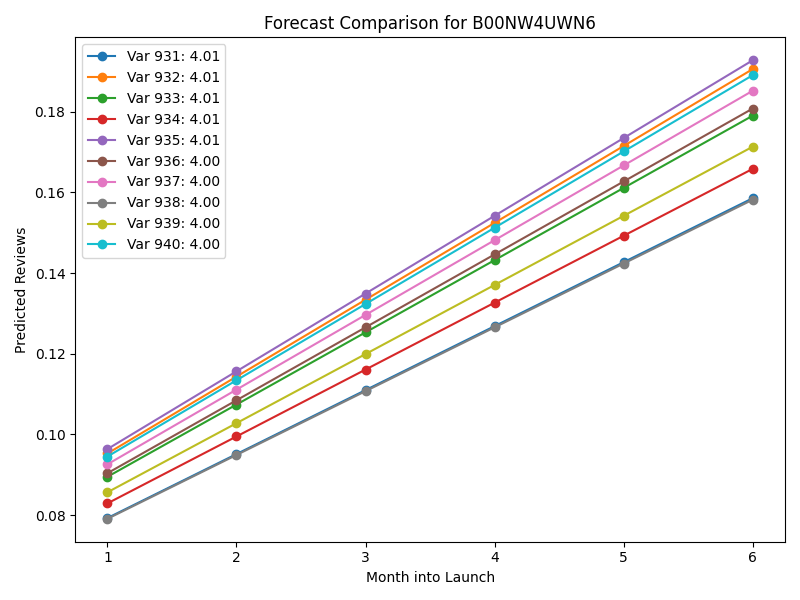 Forecast Comparison for B00NW4UWN6
Var 931: 4.01
Var 932: 4.01
Var 933: 4.01
Var 934: 4.01
Var 935: 4.01
Var 936: 4.00
Var 937: 4.00
Var 938: 4.00
Var 939: 4.00
Var 940: 4.00
Predicted Reviews
0.18
0.16
0.14
0.12
0.10
0.08
1 2 3 4 5 6
Month into Launch